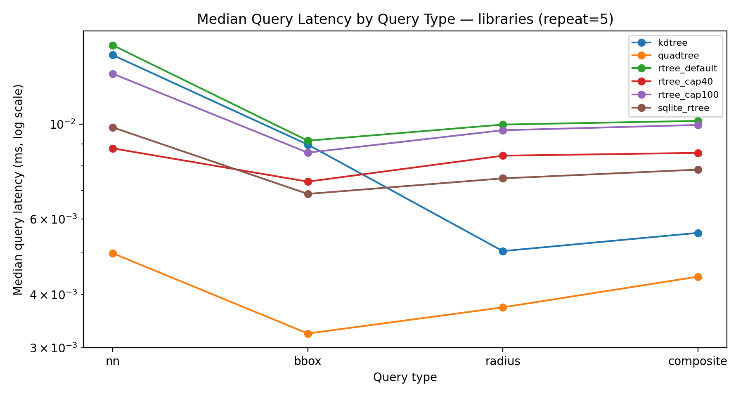 Median Query Latency by Query Type — libraries (repeat=5)
kdtree
quadtree
rtree_default
rtree_cap40
rtree_cap100
sqlite_rtree
Median query latency (ms, log scale)
10⁻²
6 × 10⁻³
4 × 10⁻³
3 × 10⁻³
nn
bbox
radius
composite
Query type